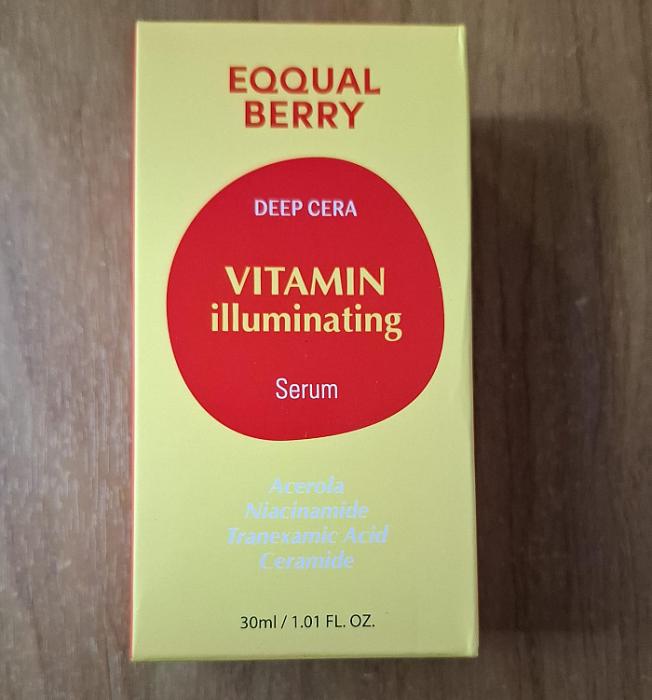 EQQUAL
BERRY
DEEP CERA
VITAMIN
illuminating
Serum
Acerola
Niacinamide
Tranexamic Acid
Ceramide
30ml / 1.01 FL. OZ.